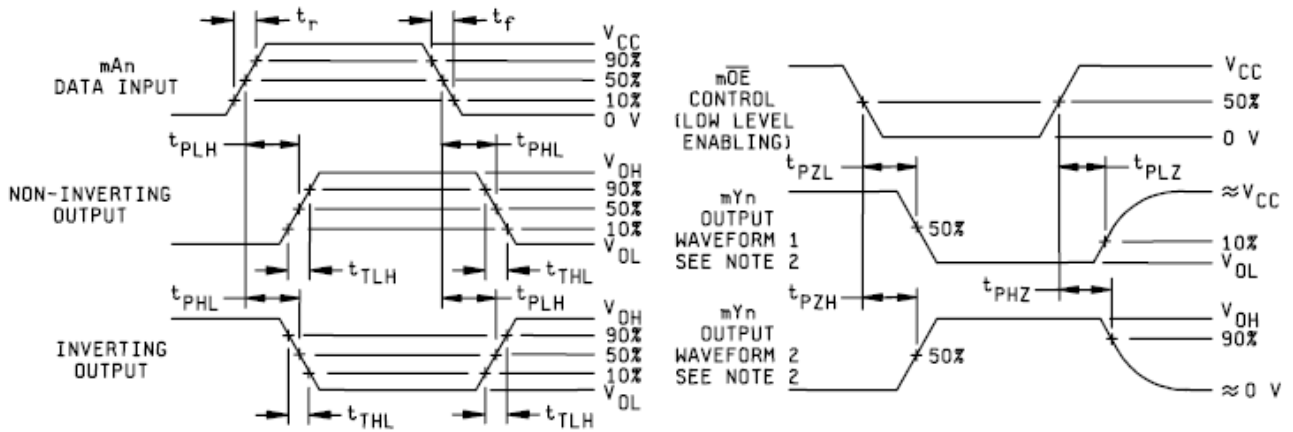 t_r
t_f
mAn
DATA INPUT
V_CC
90%
50%
10%
0 V
t_PLH
t_PHL
NON-INVERTING
OUTPUT
V_OH
90%
50%
10%
V_OL
t_TLH
t_THL
t_PHL
t_PLH
INVERTING
OUTPUT
V_OH
90%
50%
10%
V_OL
t_THL
t_TLH
mO̅E̅
CONTROL
(LOW LEVEL
ENABLING)
V_CC
50%
0 V
t_PZL
t_PLZ
mYn
OUTPUT
WAVEFORM 1
SEE NOTE 2
50%
≈V_CC
10%
V_OL
t_PZH
t_PHZ
mYn
OUTPUT
WAVEFORM 2
SEE NOTE 2
50%
V_OH
90%
≈0 V